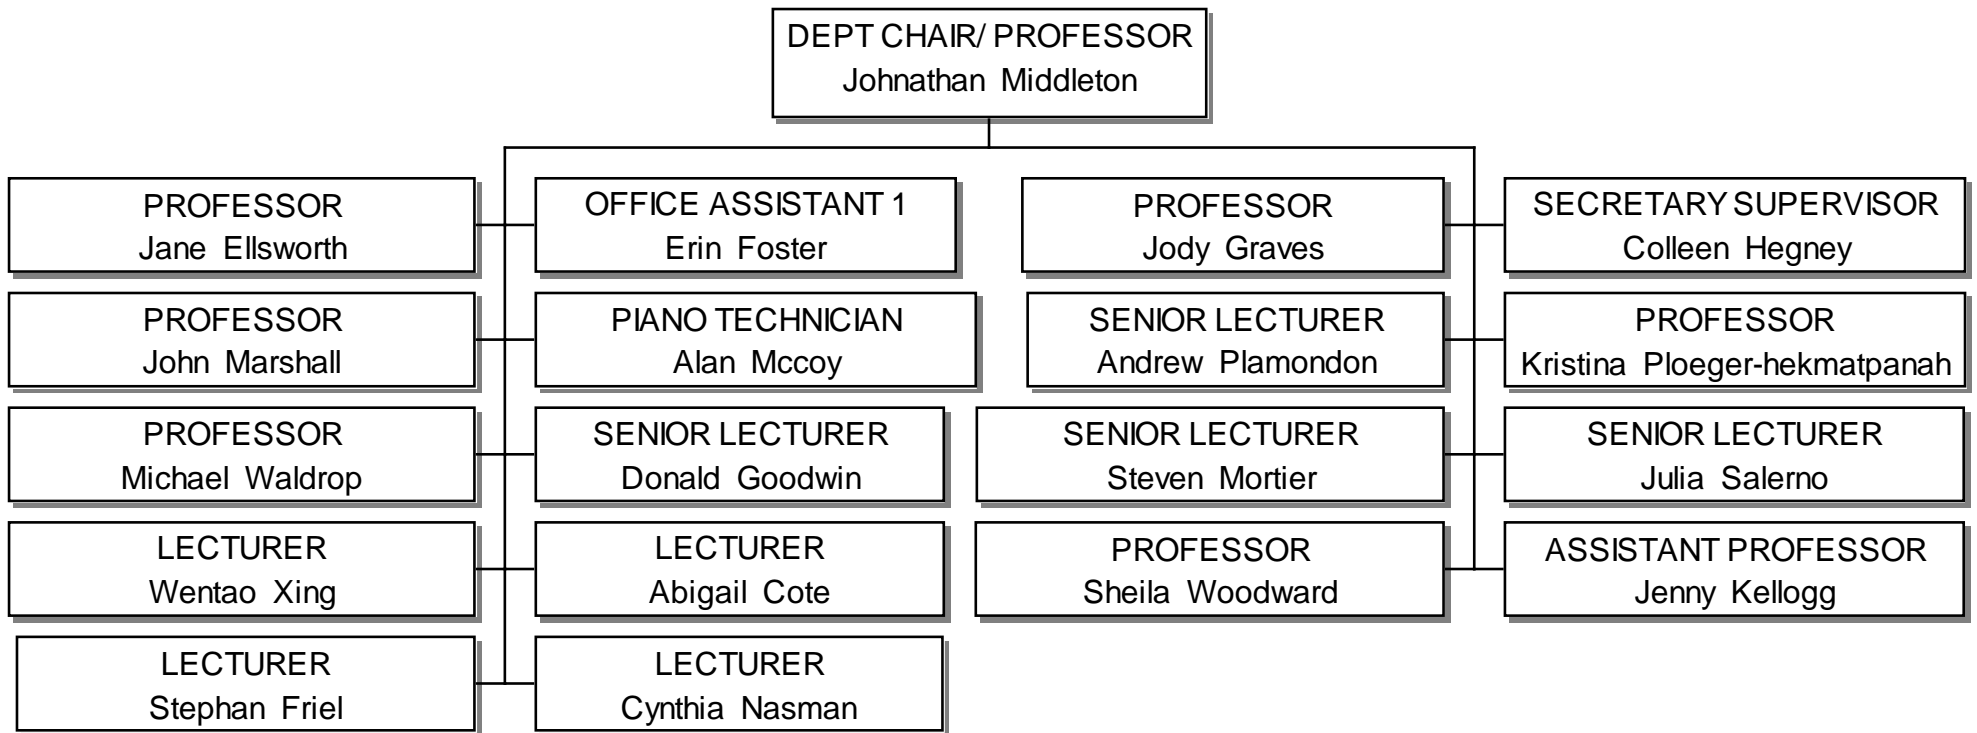 DEPT CHAIR/ PROFESSOR
Johnathan Middleton
PROFESSOR
Jane Ellsworth
OFFICE ASSISTANT 1
Erin Foster
PROFESSOR
Jody Graves
SECRETARY SUPERVISOR
Colleen Hegney
PROFESSOR
John Marshall
PIANO TECHNICIAN
Alan Mccoy
SENIOR LECTURER
Andrew Plamondon
PROFESSOR
Kristina Ploeger-hekmatpanah
PROFESSOR
Michael Waldrop
SENIOR LECTURER
Donald Goodwin
SENIOR LECTURER
Steven Mortier
SENIOR LECTURER
Julia Salerno
LECTURER
Wentao Xing
LECTURER
Abigail Cote
PROFESSOR
Sheila Woodward
ASSISTANT PROFESSOR
Jenny Kellogg
LECTURER
Stephan Friel
LECTURER
Cynthia Nasman